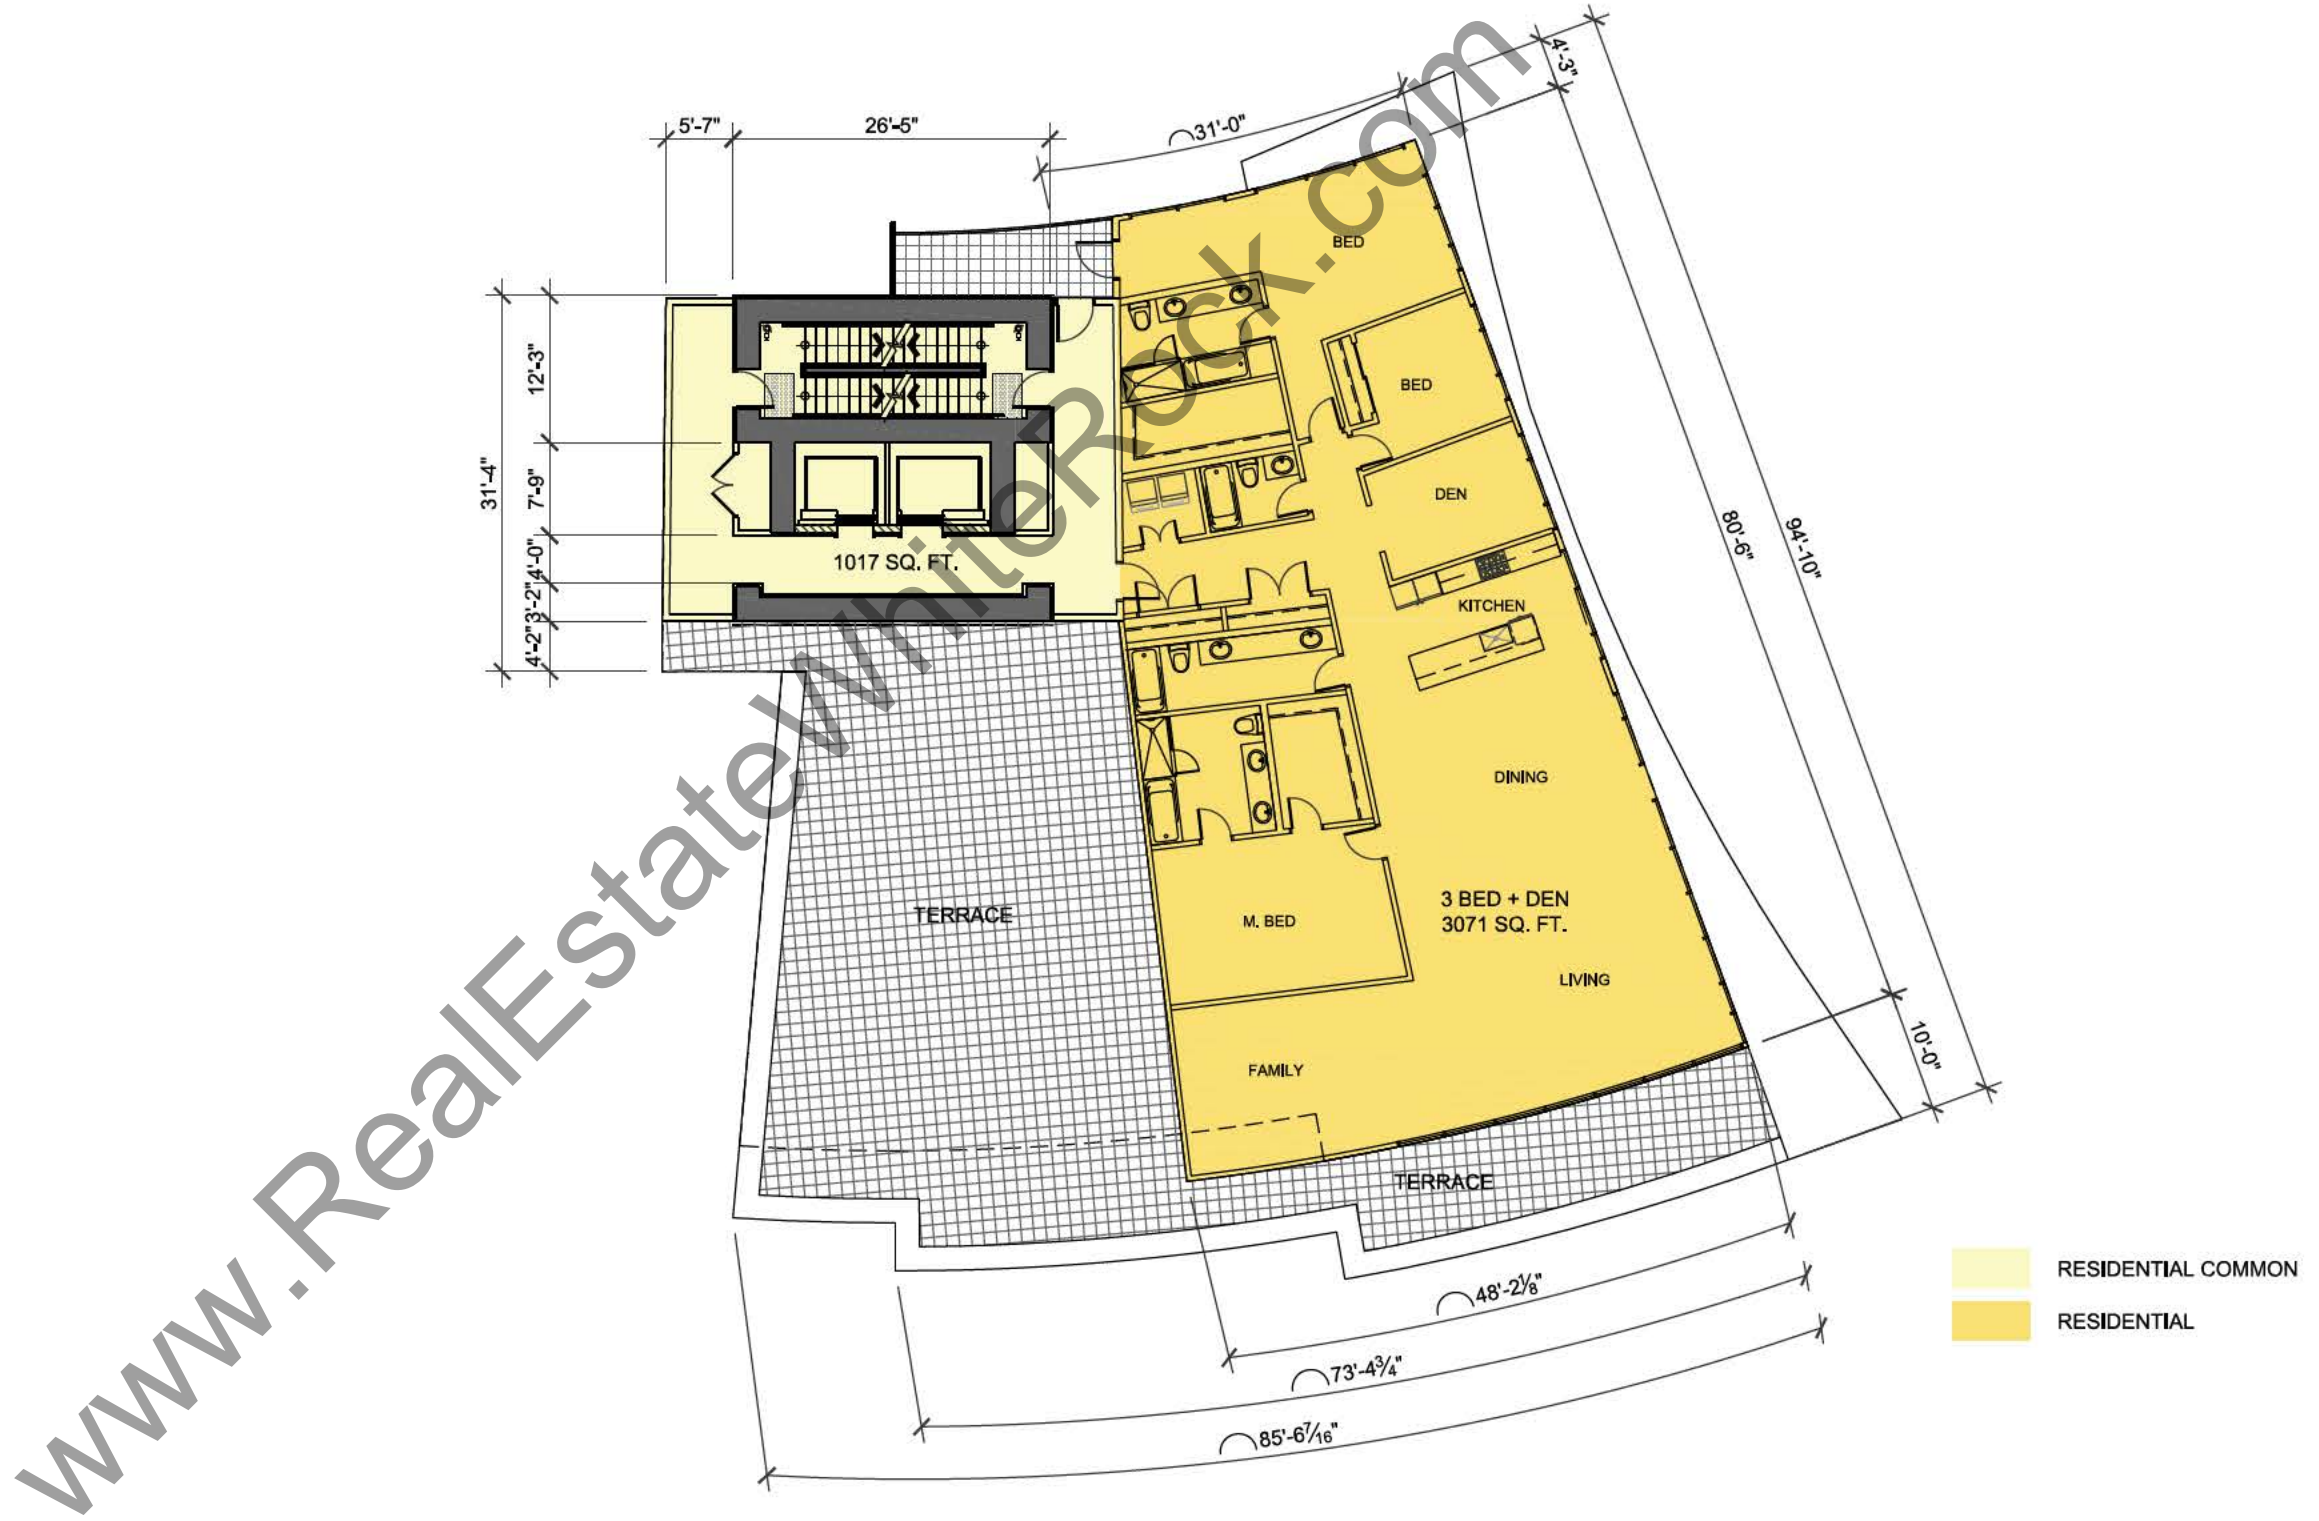 4'-3"
5'-7"
26'-5"
31'-0"
BED
12'-3"
BED
31'-4"
7'-9"
DEN
80'-6"
94'-10"
4'-0"
1017 SQ. FT.
3'-2"
KITCHEN
4'-2"
DINING
3 BED + DEN
3071 SQ. FT.
TERRACE
M. BED
LIVING
10'-0"
FAMILY
TERRACE
48'-2⅛"
73'-4¾"
85'-67/16"
RESIDENTIAL COMMON
RESIDENTIAL
www.RealEstateWhiteRock.com